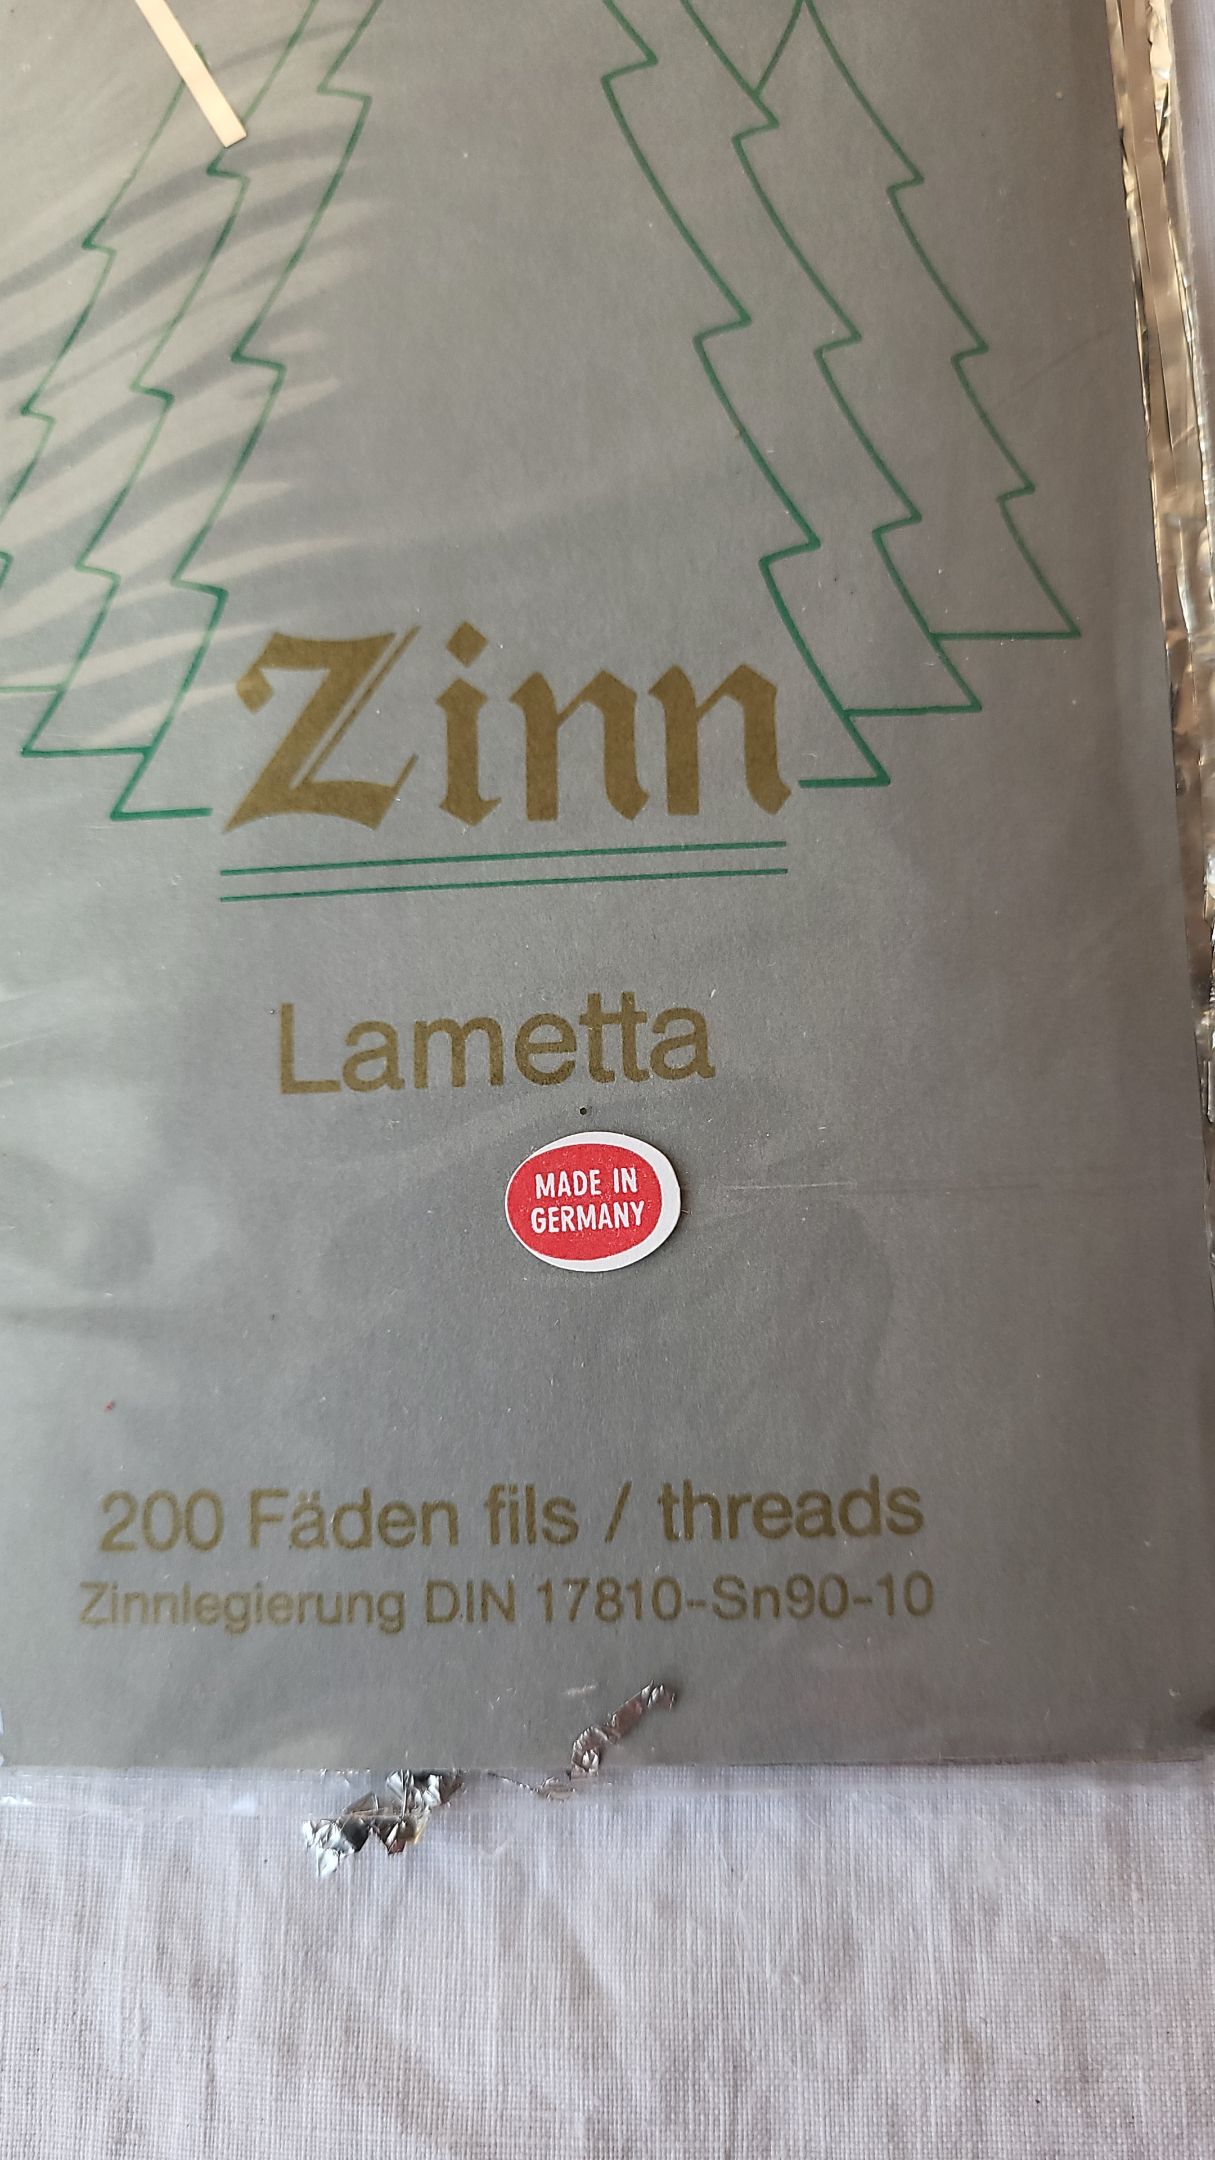 Zinn
Lametta
MADE IN
GERMANY
200 Fäden fils / threads
Zinnlegierung DIN 17810-Sn90-10